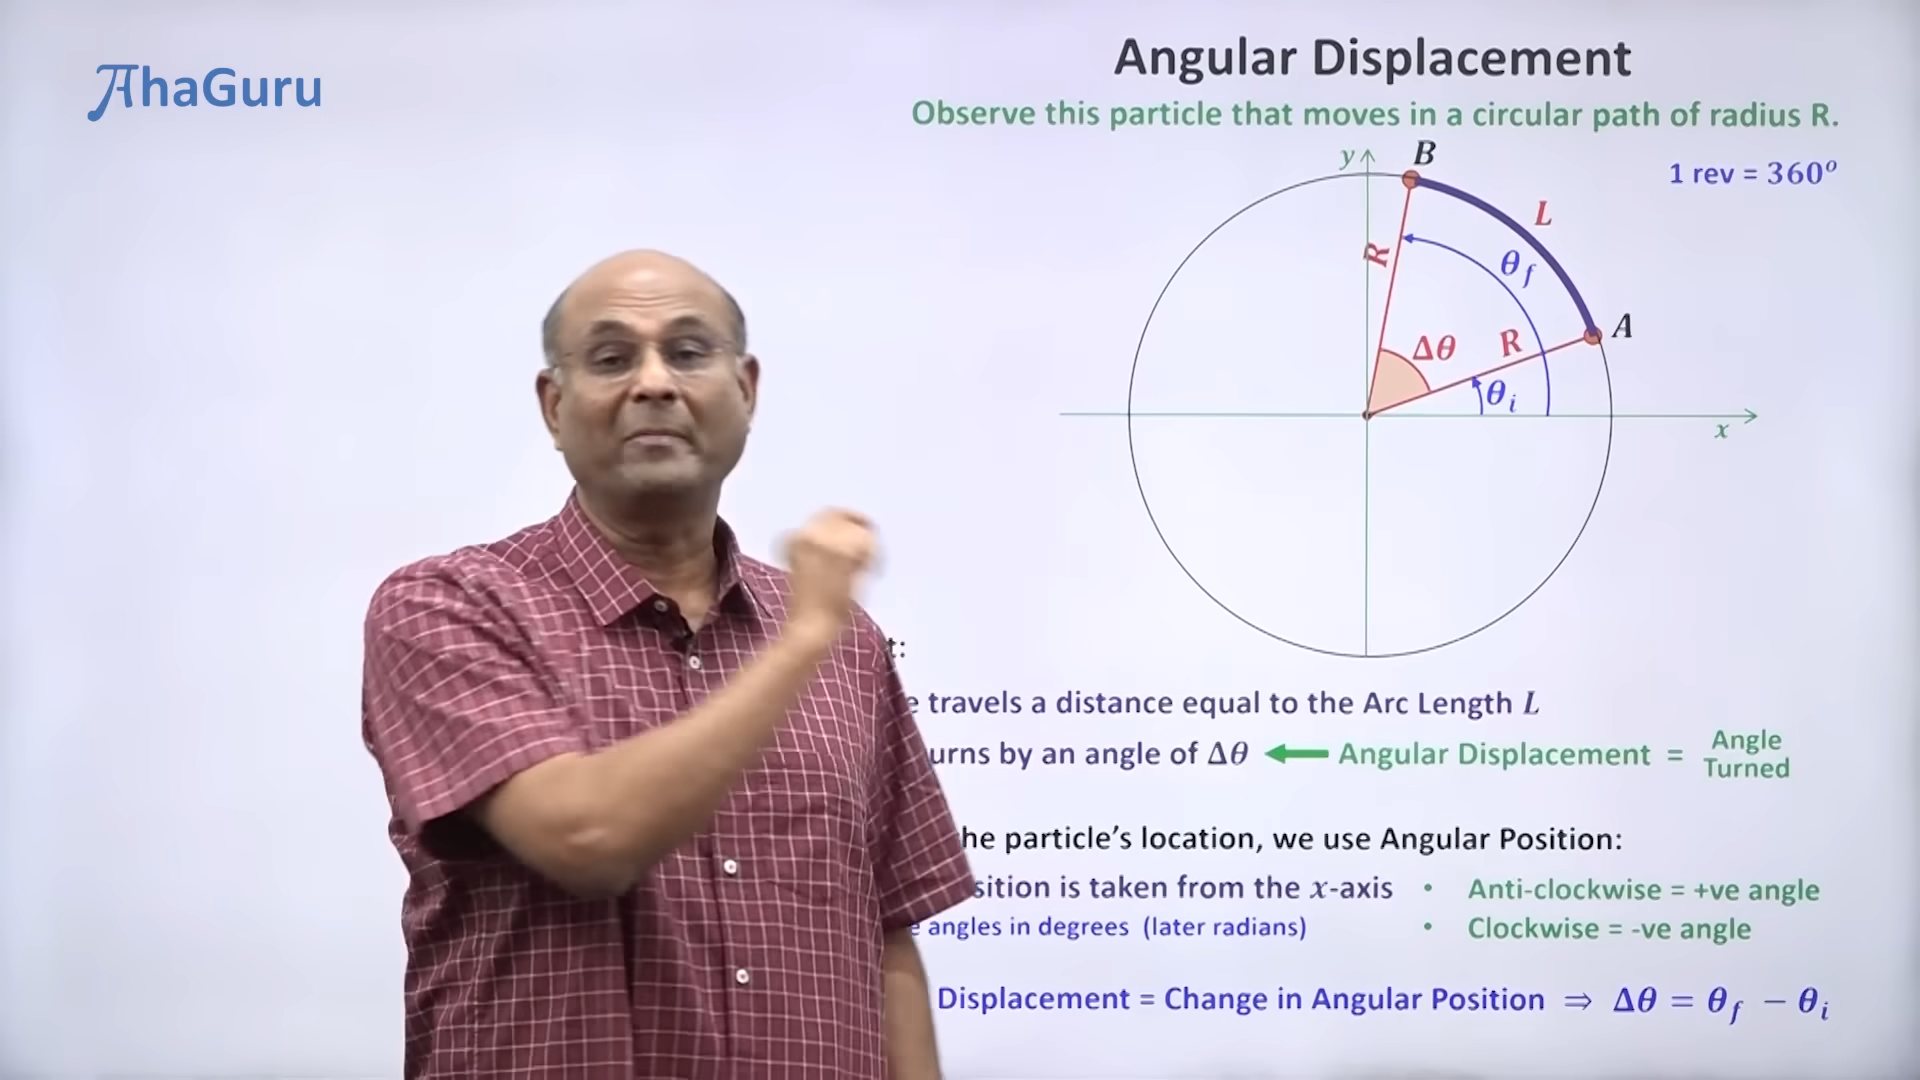 AhaGuru
Angular Displacement
Observe this particle that moves in a circular path of radius R.
1 rev = 360°
y
B
L
R
θf
A
Δθ
R
θi
x
t:
e travels a distance equal to the Arc Length L
urns by an angle of Δθ ← Angular Displacement = Angle Turned
he particle's location, we use Angular Position:
sition is taken from the x-axis • Anti-clockwise = +ve angle
e angles in degrees (later radians) • Clockwise = -ve angle
Displacement = Change in Angular Position ⇒ Δθ = θf − θi